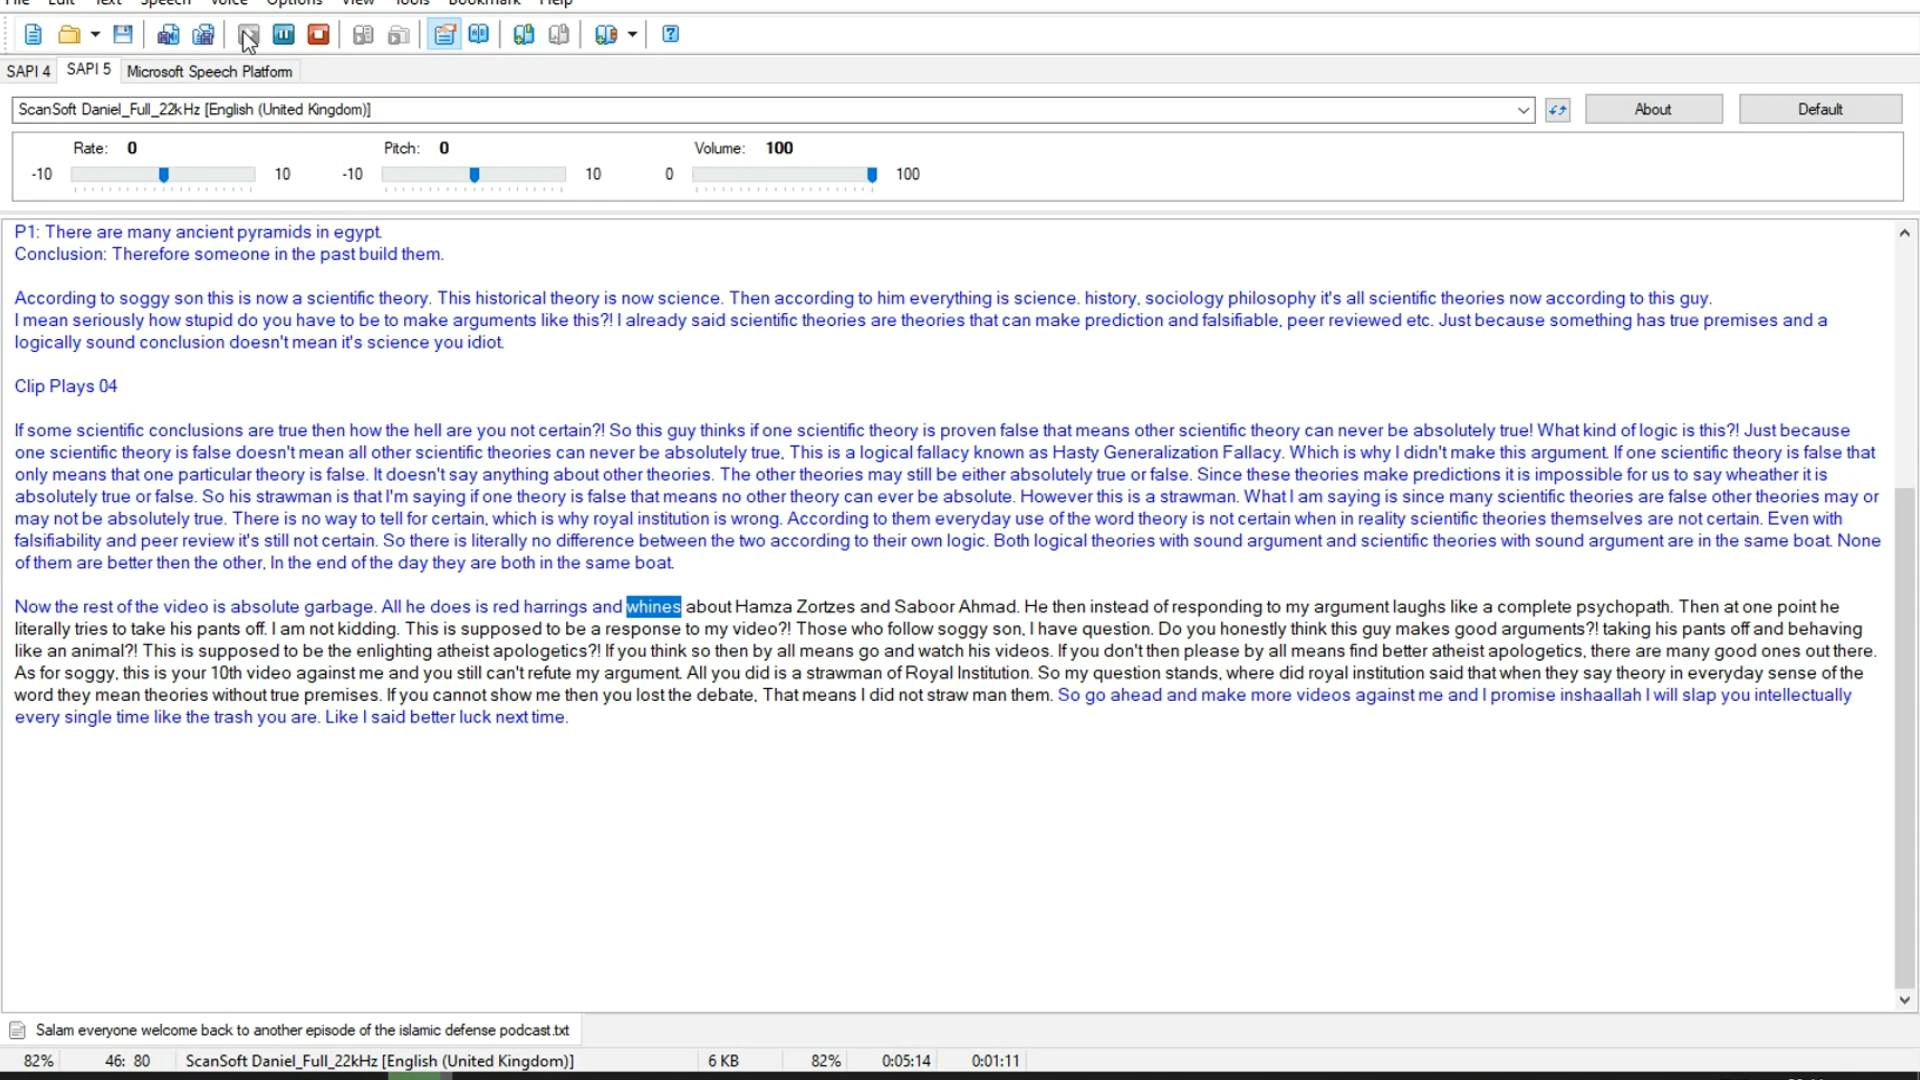 File Edit Text Speech Voice Options View Tools Bookmark Help
SAPI 4 SAPI 5 Microsoft Speech Platform
ScanSoft Daniel_Full_22kHz [English (United Kingdom)] About Default
Rate: 0 Pitch: 0 Volume: 100
-10 10 -10 10 0 100
P1: There are many ancient pyramids in egypt.
Conclusion: Therefore someone in the past build them.
According to soggy son this is now a scientific theory. This historical theory is now science. Then according to him everything is science. history, sociology philosophy it's all scientific theories now according to this guy.
I mean seriously how stupid do you have to be to make arguments like this?! I already said scientific theories are theories that can make prediction and falsifiable, peer reviewed etc. Just because something has true premises and a
logically sound conclusion doesn't mean it's science you idiot.
Clip Plays 04
If some scientific conclusions are true then how the hell are you not certain?! So this guy thinks if one scientific theory is proven false that means other scientific theory can never be absolutely true! What kind of logic is this?! Just because
one scientific theory is false doesn't mean all other scientific theories can never be absolutely true, This is a logical fallacy known as Hasty Generalization Fallacy. Which is why I didn't make this argument. If one scientific theory is false that
only means that one particular theory is false. It doesn't say anything about other theories. The other theories may still be either absolutely true or false. Since these theories make predictions it is impossible for us to say wheather it is
absolutely true or false. So his strawman is that I'm saying if one theory is false that means no other theory can ever be absolute. However this is a strawman. What I am saying is since many scientific theories are false other theories may or
may not be absolutely true. There is no way to tell for certain, which is why royal institution is wrong. According to them everyday use of the word theory is not certain when in reality scientific theories themselves are not certain. Even with
falsifiability and peer review it's still not certain. So there is literally no difference between the two according to their own logic. Both logical theories with sound argument and scientific theories with sound argument are in the same boat. None
of them are better then the other, In the end of the day they are both in the same boat.
Now the rest of the video is absolute garbage. All he does is red harrings and whines about Hamza Zortzes and Saboor Ahmad. He then instead of responding to my argument laughs like a complete psychopath. Then at one point he
literally tries to take his pants off. I am not kidding. This is supposed to be a response to my video?! Those who follow soggy son, I have question. Do you honestly think this guy makes good arguments?! taking his pants off and behaving
like an animal?! This is supposed to be the enlighting atheist apologetics?! If you think so then by all means go and watch his videos. If you don't then please by all means find better atheist apologetics, there are many good ones out there.
As for soggy, this is your 10th video against me and you still can't refute my argument. All you did is a strawman of Royal Institution. So my question stands, where did royal institution said that when they say theory in everyday sense of the
word they mean theories without true premises. If you cannot show me then you lost the debate, That means I did not straw man them. So go ahead and make more videos against me and I promise inshaallah I will slap you intellectually
every single time like the trash you are. Like I said better luck next time.
Salam everyone welcome back to another episode of the islamic defense podcast.txt
82% 46: 80 ScanSoft Daniel_Full_22kHz [English (United Kingdom)] 6 KB 82% 0:05:14 0:01:11